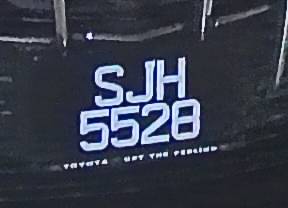 SJH
5528
TOYOTA GET THE FEELING